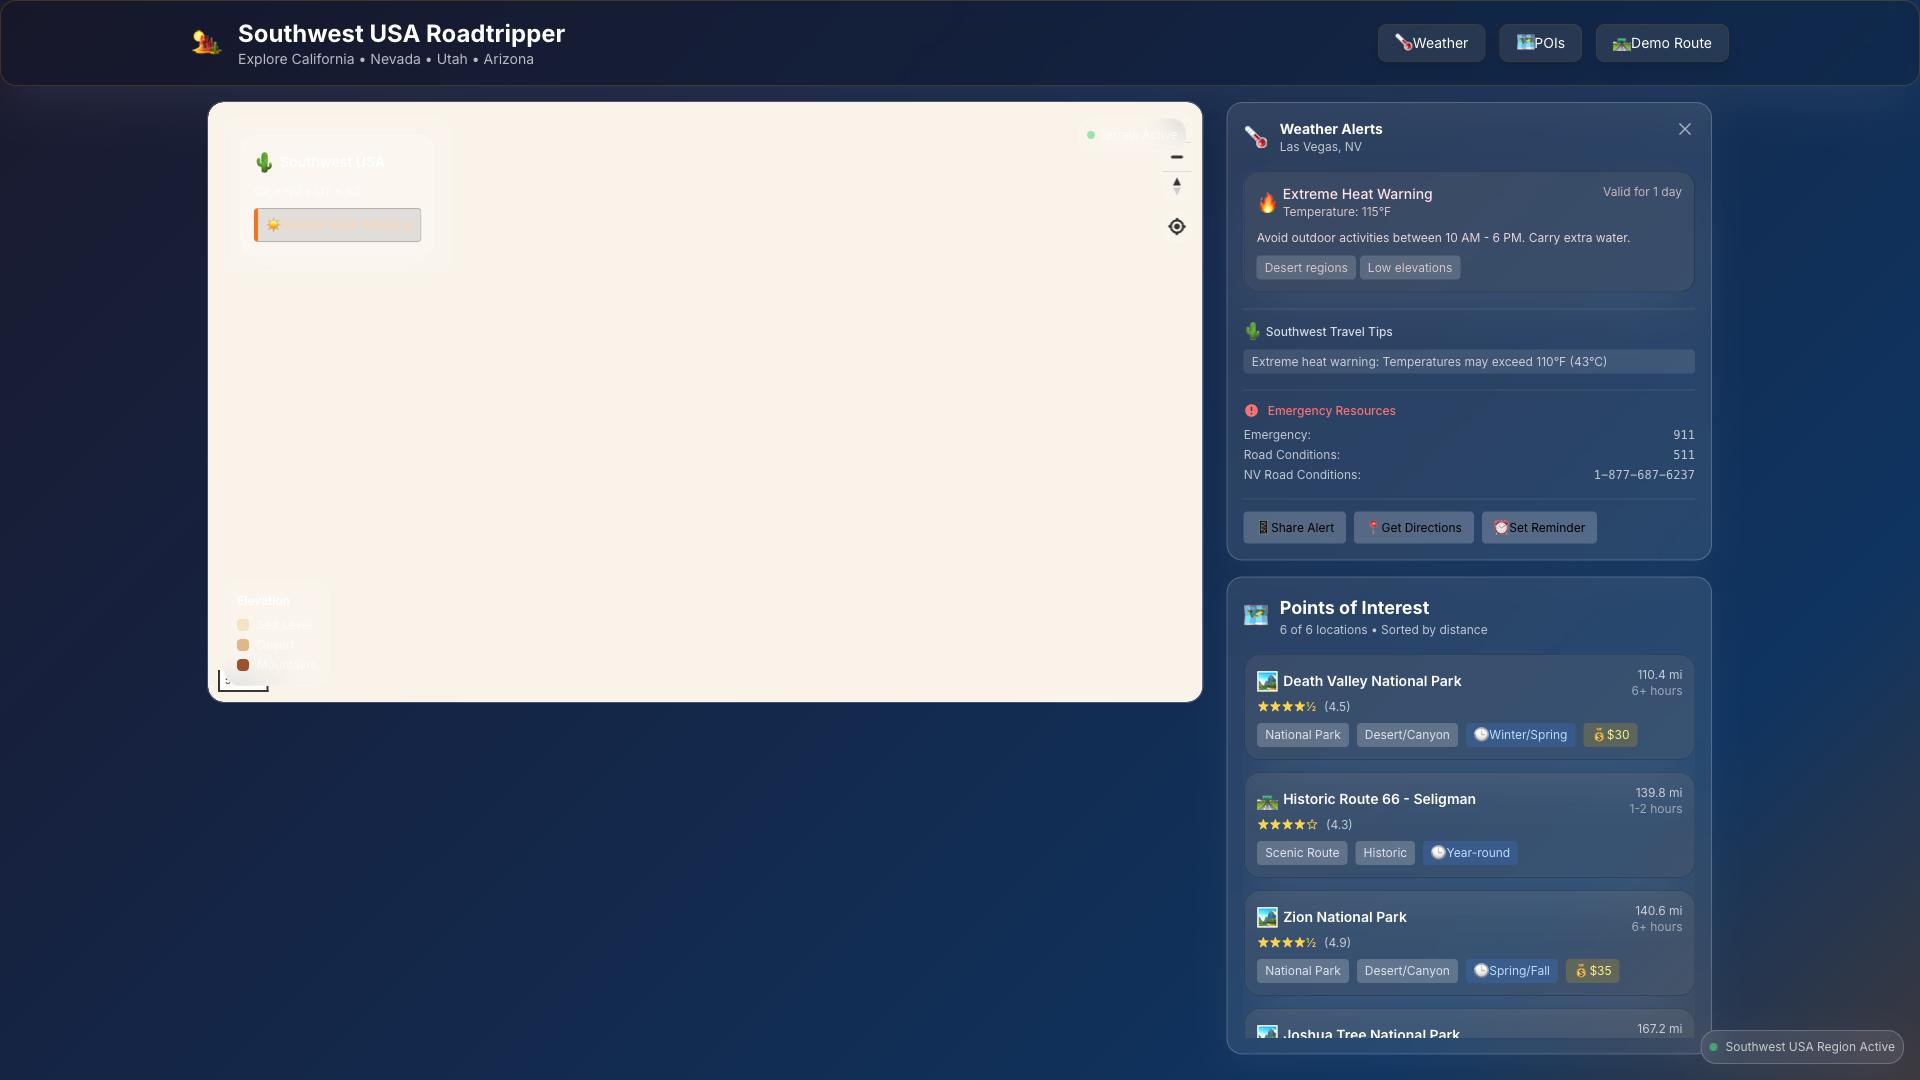 Southwest USA Roadtripper
Explore California • Nevada • Utah • Arizona
Weather
POIs
Demo Route
Southwest USA
Terrain Active
Elevation
Sea Level
Desert
Mountains
Weather Alerts
Las Vegas, NV
Extreme Heat Warning
Valid for 1 day
Temperature: 115°F
Avoid outdoor activities between 10 AM - 6 PM. Carry extra water.
Desert regions
Low elevations
Southwest Travel Tips
Extreme heat warning: Temperatures may exceed 110°F (43°C)
Emergency Resources
Emergency: 911
Road Conditions: 511
NV Road Conditions: 1-877-687-6237
Share Alert
Get Directions
Set Reminder
Points of Interest
6 of 6 locations • Sorted by distance
Death Valley National Park
110.4 mi
6+ hours
★★★★½ (4.5)
National Park
Desert/Canyon
Winter/Spring
$30
Historic Route 66 - Seligman
139.8 mi
1-2 hours
★★★★☆ (4.3)
Scenic Route
Historic
Year-round
Zion National Park
140.6 mi
6+ hours
★★★★½ (4.9)
National Park
Desert/Canyon
Spring/Fall
$35
Joshua Tree National Park
167.2 mi
Southwest USA Region Active